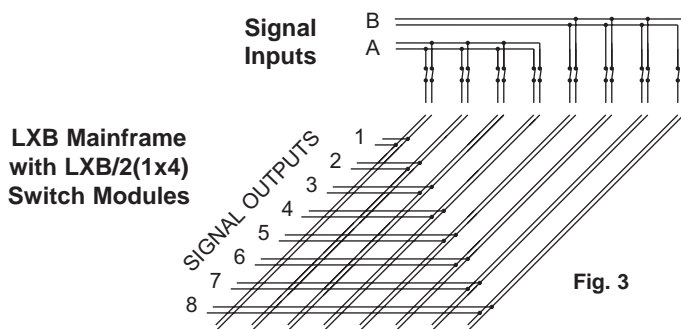 Signal
Inputs
B
A
LXB Mainframe
with LXB/2(1x4)
Switch Modules
SIGNAL OUTPUTS
1
2
3
4
5
6
7
8
Fig. 3